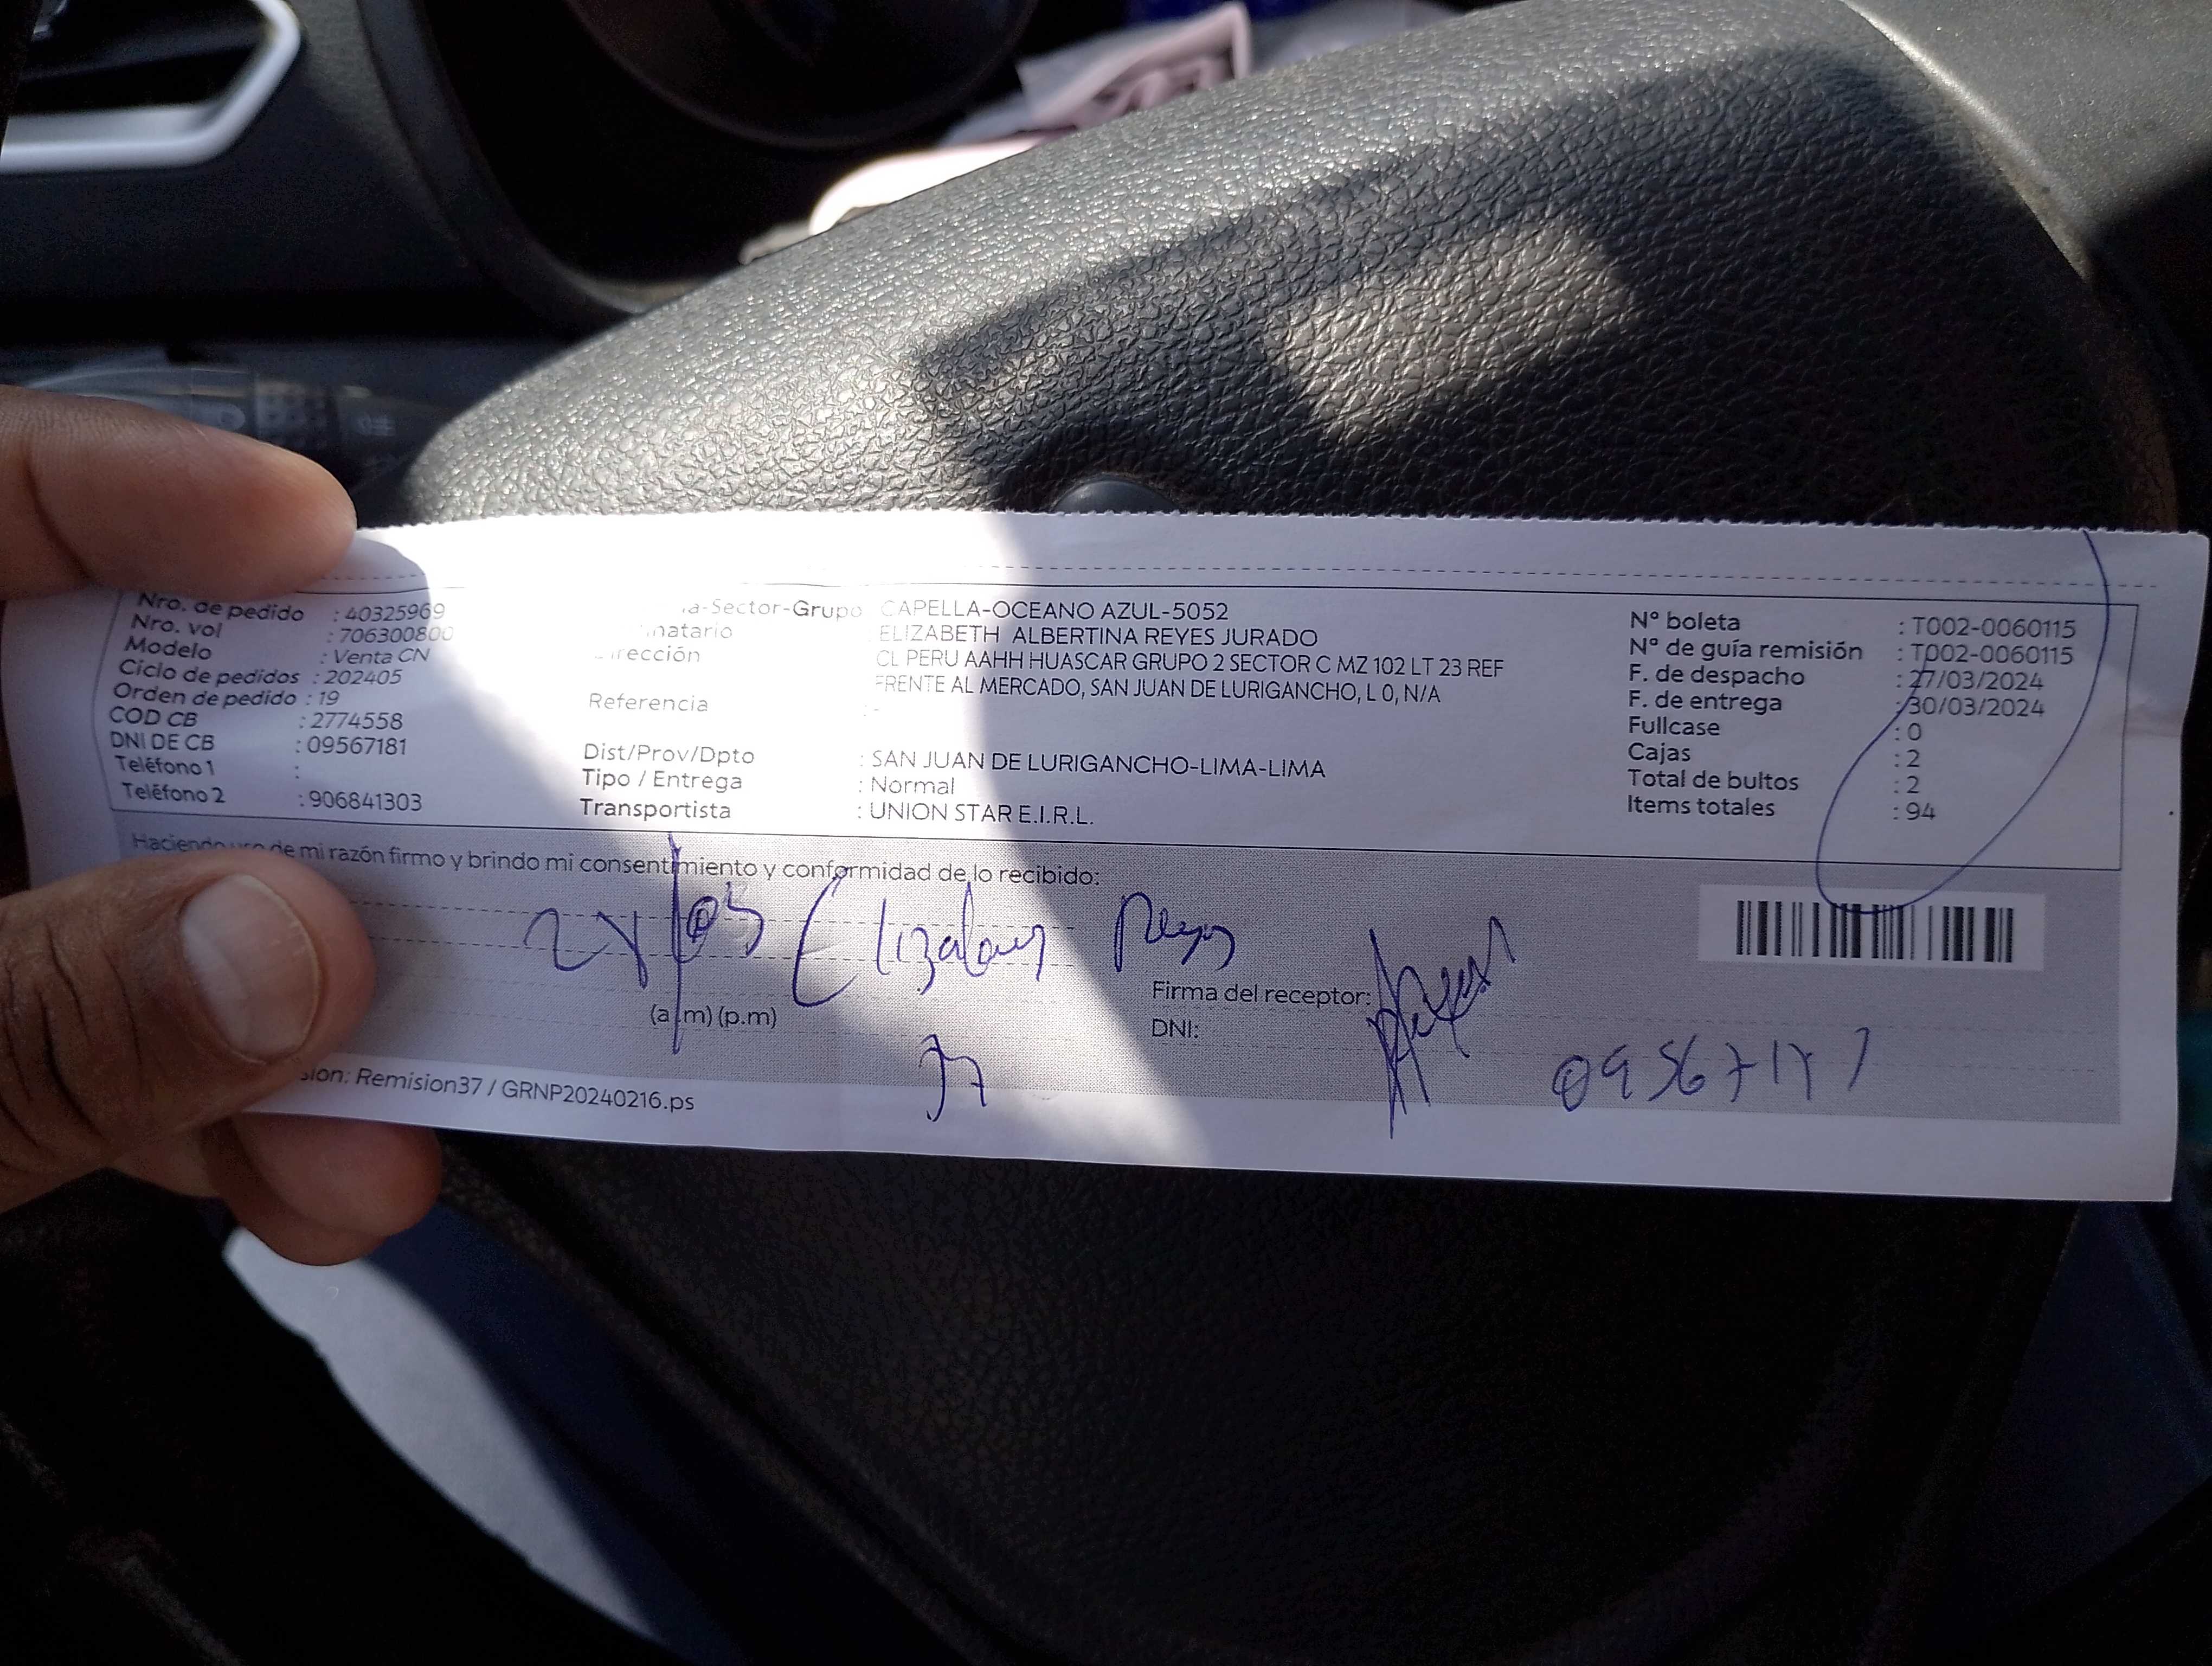 Nro. de pedido : 40325969
Nro. vol : 706300800
Modelo : Venta CN
Ciclo de pedidos : 202405
Orden de pedido : 19
COD CB : 2774558
DNI DE CB : 09567181
Teléfono 1 :
Teléfono 2 : 906841303
a-Sector-Grupo CAPELLA-OCEANO AZUL-5052
natario ELIZABETH ALBERTINA REYES JURADO
irección CL PERU AAHH HUASCAR GRUPO 2 SECTOR C MZ 102 LT 23 REF
FRENTE AL MERCADO, SAN JUAN DE LURIGANCHO, L 0, N/A
Referencia : -
Dist/Prov/Dpto : SAN JUAN DE LURIGANCHO-LIMA-LIMA
Tipo / Entrega : Normal
Transportista : UNION STAR E.I.R.L.
Nº boleta : T002-0060115
Nº de guía remisión : T002-0060115
F. de despacho : 27/03/2024
F. de entrega : 30/03/2024
Fullcase : 0
Cajas : 2
Total de bultos : 2
Items totales : 94
Haciendo uso de mi razón firmo y brindo mi consentimiento y conformidad de lo recibido:
Reyes
(a.m) (p.m)
Firma del receptor:
DNI:
sion: Remision37 / GRNP20240216.ps